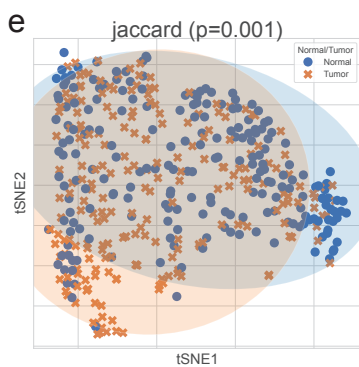 e
jaccard (p=0.001)
Normal/Tumor
Normal
Tumor
tSNE2
tSNE1